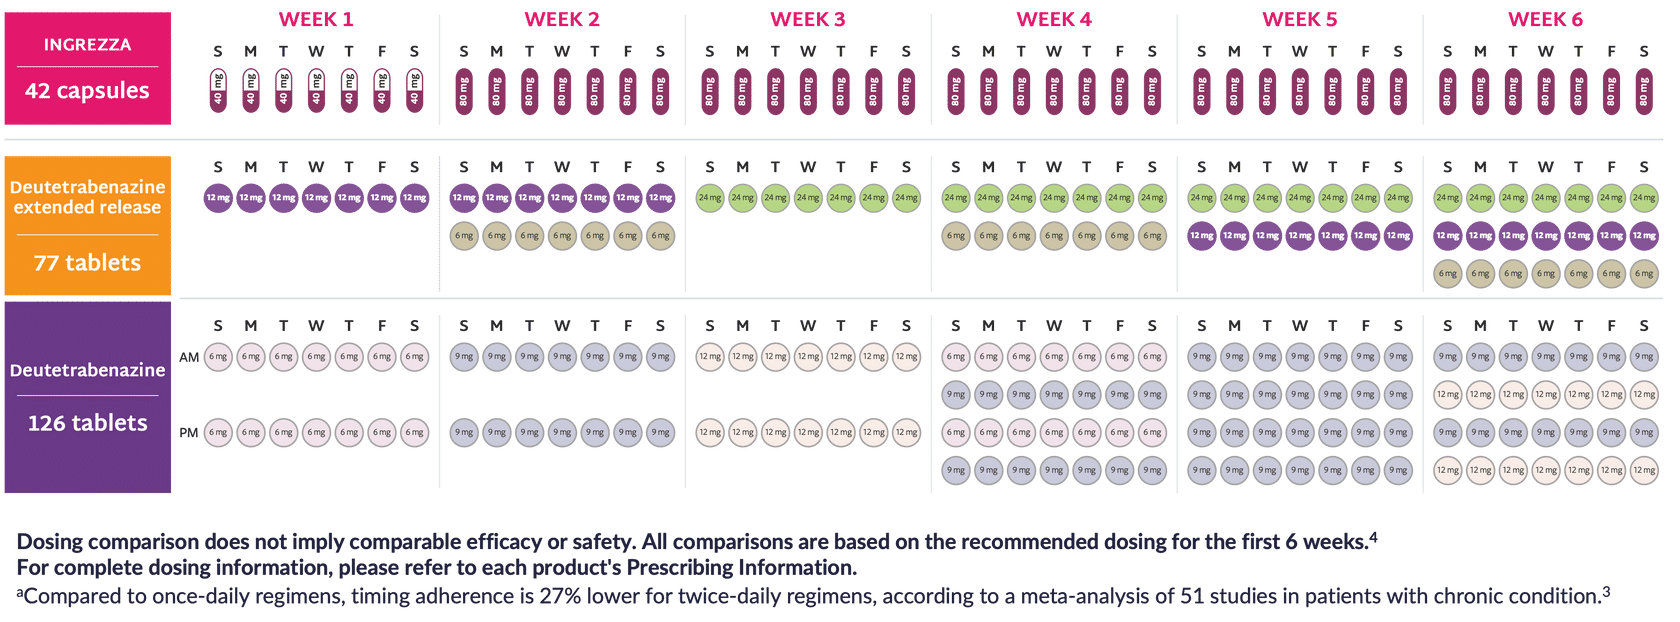 WEEK 1 WEEK 2 WEEK 3 WEEK 4 WEEK 5 WEEK 6
INGREZZA
42 capsules
S M T W T F S S M T W T F S S M T W T F S S M T W T F S S M T W T F S S M T W T F S
40 mg 40 mg 40 mg 40 mg 40 mg 40 mg 40 mg 80 mg 80 mg 80 mg 80 mg 80 mg 80 mg 80 mg 80 mg 80 mg 80 mg 80 mg 80 mg 80 mg 80 mg 80 mg 80 mg 80 mg 80 mg 80 mg 80 mg 80 mg 80 mg 80 mg 80 mg 80 mg 80 mg 80 mg 80 mg 80 mg 80 mg 80 mg 80 mg 80 mg 80 mg 80 mg
Deutetrabenazine
extended release
77 tablets
S M T W T F S S M T W T F S S M T W T F S S M T W T F S S M T W T F S S M T W T F S
12 mg 12 mg 12 mg 12 mg 12 mg 12 mg 12 mg 12 mg 12 mg 12 mg 12 mg 12 mg 12 mg 12 mg 24 mg 24 mg 24 mg 24 mg 24 mg 24 mg 24 mg 24 mg 24 mg 24 mg 24 mg 24 mg 24 mg 24 mg 24 mg 24 mg 24 mg 24 mg 24 mg 24 mg 24 mg 24 mg 24 mg 24 mg 24 mg 24 mg 24 mg 24 mg
6 mg 6 mg 6 mg 6 mg 6 mg 6 mg 6 mg 6 mg 6 mg 6 mg 6 mg 6 mg 6 mg 6 mg 12 mg 12 mg 12 mg 12 mg 12 mg 12 mg 12 mg 12 mg 12 mg 12 mg 12 mg 12 mg 12 mg 12 mg
6 mg 6 mg 6 mg 6 mg 6 mg 6 mg 6 mg
Deutetrabenazine
126 tablets
S M T W T F S S M T W T F S S M T W T F S S M T W T F S S M T W T F S S M T W T F S
AM 6 mg 6 mg 6 mg 6 mg 6 mg 6 mg 6 mg 9 mg 9 mg 9 mg 9 mg 9 mg 9 mg 9 mg 12 mg 12 mg 12 mg 12 mg 12 mg 12 mg 12 mg 6 mg 6 mg 6 mg 6 mg 6 mg 6 mg 6 mg 9 mg 9 mg 9 mg 9 mg 9 mg 9 mg 9 mg 9 mg 9 mg 9 mg 9 mg 9 mg 9 mg 9 mg
9 mg 9 mg 9 mg 9 mg 9 mg 9 mg 9 mg 9 mg 9 mg 9 mg 9 mg 9 mg 9 mg 9 mg 12 mg 12 mg 12 mg 12 mg 12 mg 12 mg 12 mg
PM 6 mg 6 mg 6 mg 6 mg 6 mg 6 mg 6 mg 9 mg 9 mg 9 mg 9 mg 9 mg 9 mg 9 mg 12 mg 12 mg 12 mg 12 mg 12 mg 12 mg 12 mg 6 mg 6 mg 6 mg 6 mg 6 mg 6 mg 6 mg 9 mg 9 mg 9 mg 9 mg 9 mg 9 mg 9 mg 9 mg 9 mg 9 mg 9 mg 9 mg 9 mg 9 mg
9 mg 9 mg 9 mg 9 mg 9 mg 9 mg 9 mg 9 mg 9 mg 9 mg 9 mg 9 mg 9 mg 9 mg 12 mg 12 mg 12 mg 12 mg 12 mg 12 mg 12 mg
Dosing comparison does not imply comparable efficacy or safety. All comparisons are based on the recommended dosing for the first 6 weeks.⁴
For complete dosing information, please refer to each product's Prescribing Information.
ᵃCompared to once-daily regimens, timing adherence is 27% lower for twice-daily regimens, according to a meta-analysis of 51 studies in patients with chronic condition.³